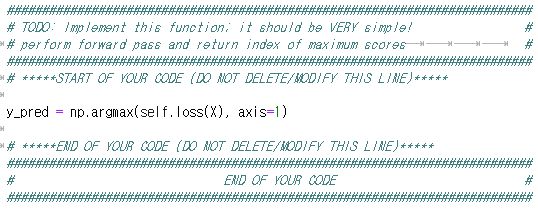 ################################################################################
# TODO: Implement this function; it should be VERY simple! #
# perform forward pass and return index of maximum scores #
################################################################################
# *****START OF YOUR CODE (DO NOT DELETE/MODIFY THIS LINE)*****
y_pred = np.argmax(self.loss(X), axis=1)
# *****END OF YOUR CODE (DO NOT DELETE/MODIFY THIS LINE)*****
################################################################################
# END OF YOUR CODE #
################################################################################